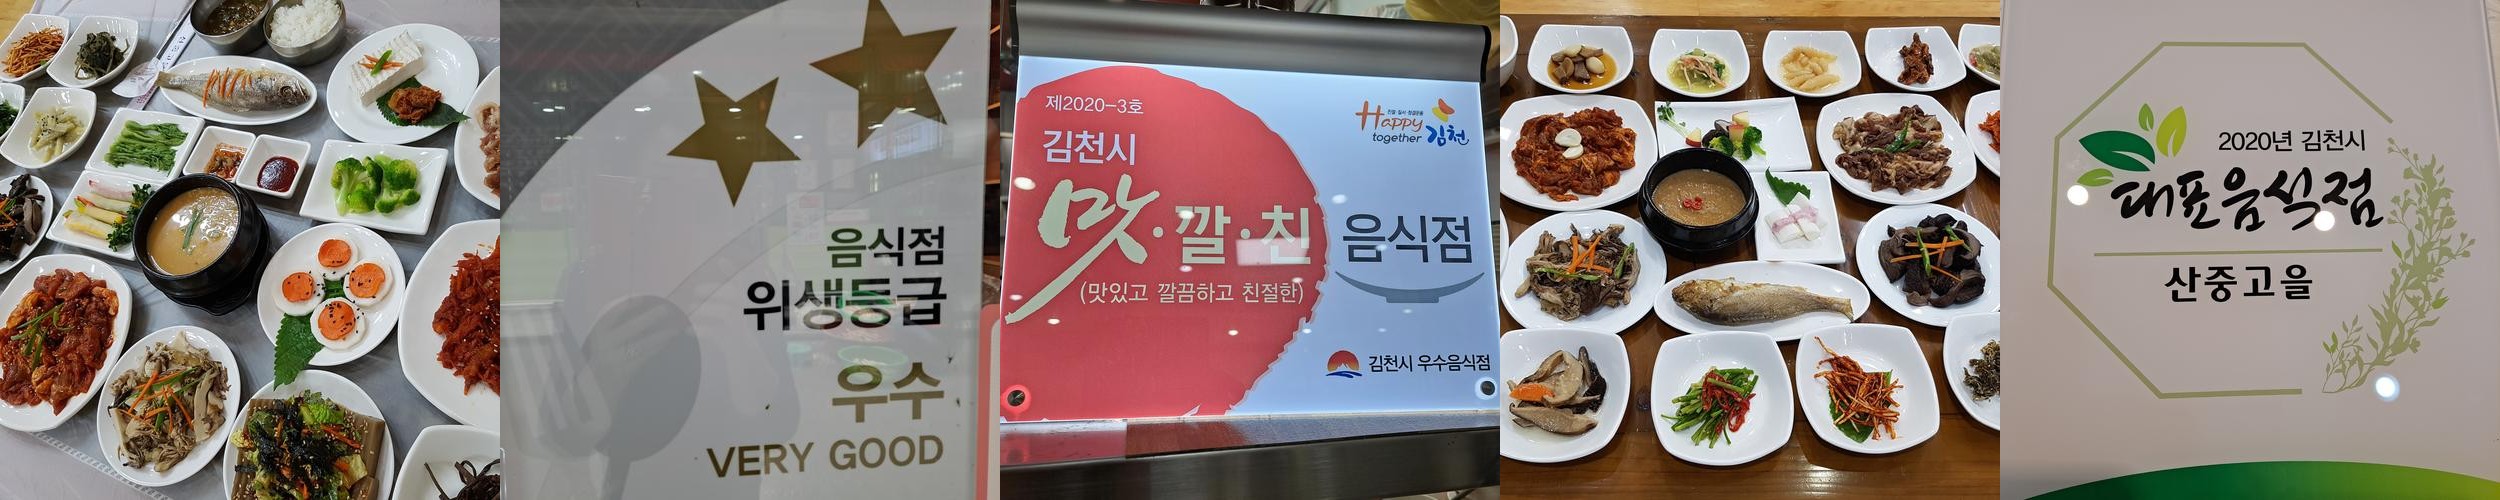 음식점
위생등급
우수
VERY GOOD
제2020-3호
김천시
맛·깔·친 음식점
(맛있고 깔끔하고 친절한)
Happy
together 김천
김천시 우수음식점
2020년 김천시
대표음식점
산중고을